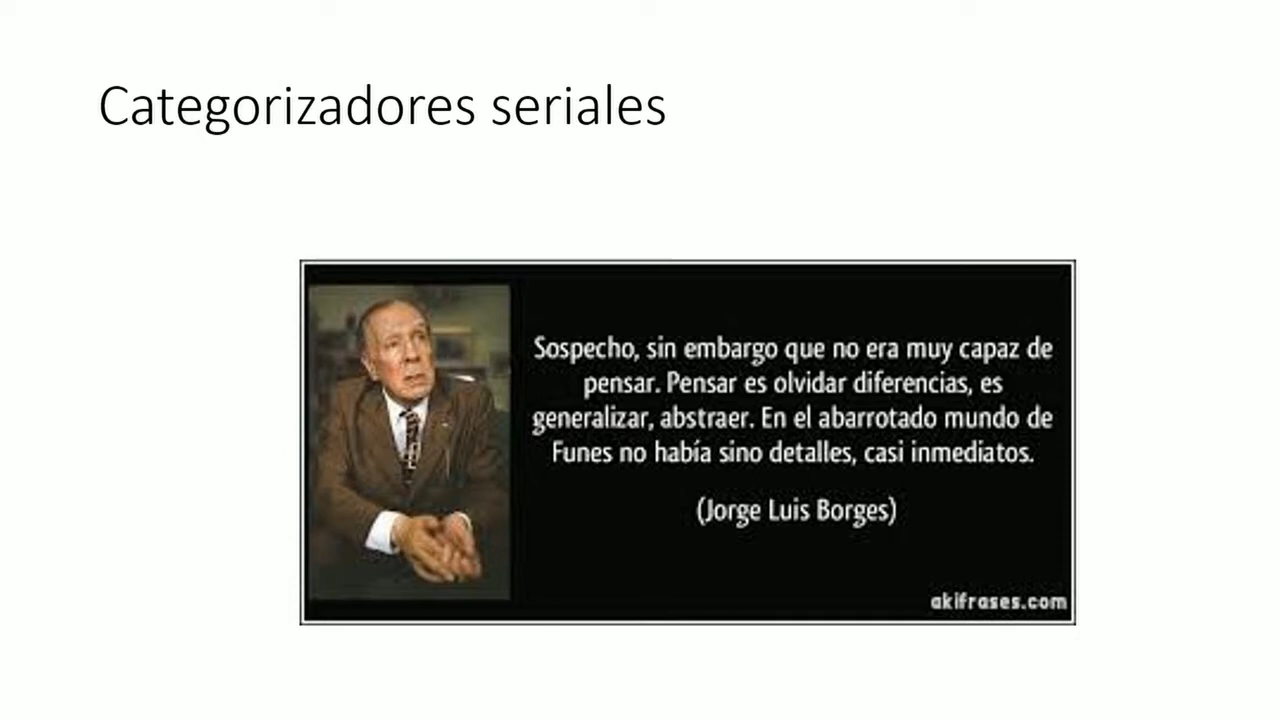 Categorizadores seriales
Sospecho, sin embargo que no era muy capaz de
pensar. Pensar es olvidar diferencias, es
generalizar, abstraer. En el abarrotado mundo de
Funes no había sino detalles, casi inmediatos.
(Jorge Luis Borges)
akifrases.com